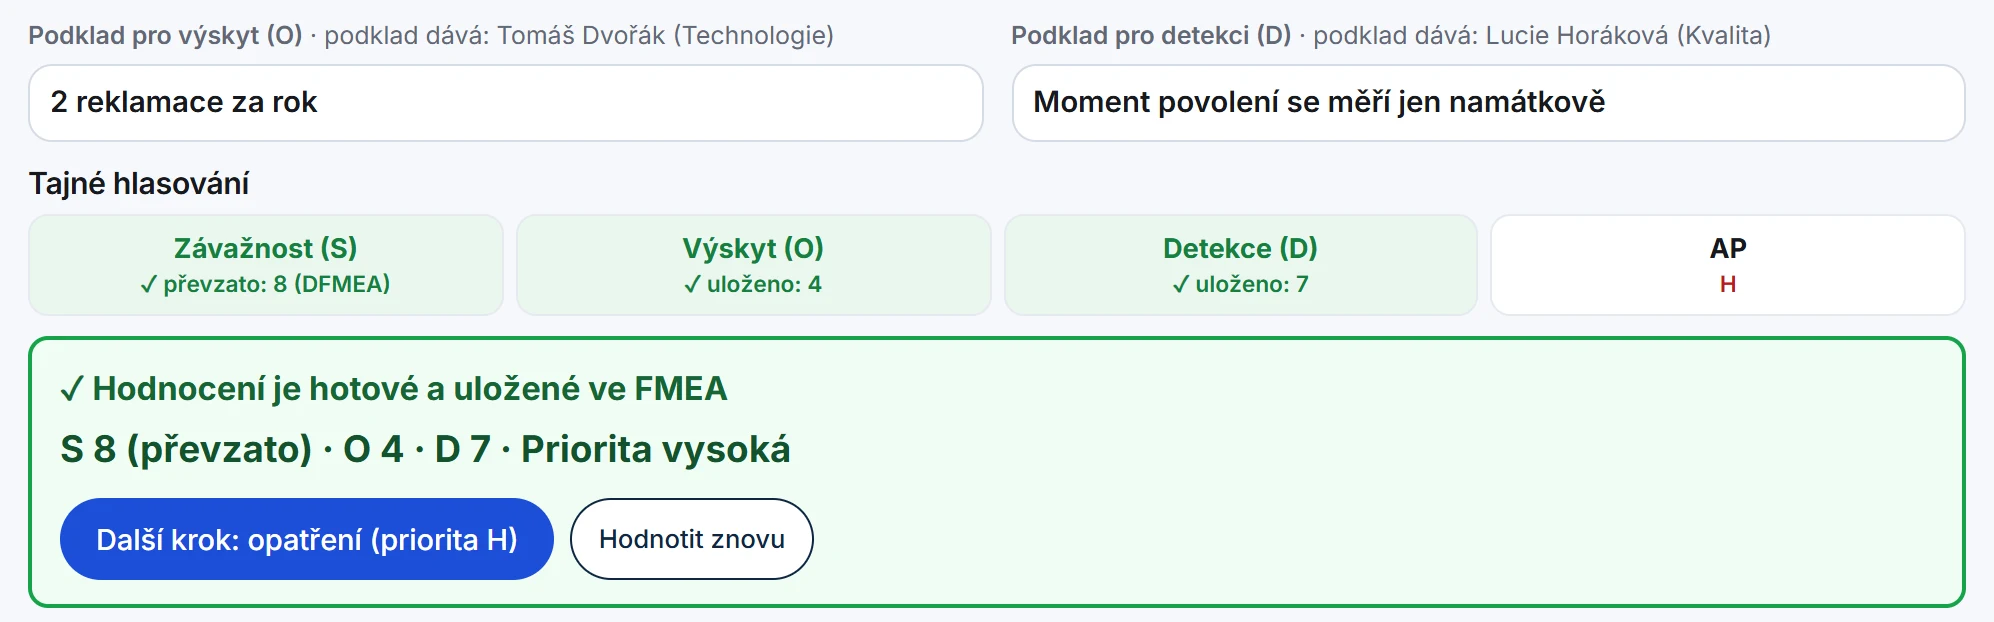 Podklad pro výskyt (O) · podklad dává: Tomáš Dvořák (Technologie)
Podklad pro detekci (D) · podklad dává: Lucie Horáková (Kvalita)
2 reklamace za rok
Moment povolení se měří jen namátkově
Tajné hlasování
Závažnost (S)
✓ převzato: 8 (DFMEA)
Výskyt (O)
✓ uloženo: 4
Detekce (D)
✓ uloženo: 7
AP
H
✓ Hodnocení je hotové a uložené ve FMEA
S 8 (převzato) · O 4 · D 7 · Priorita vysoká
Další krok: opatření (priorita H)
Hodnotit znovu